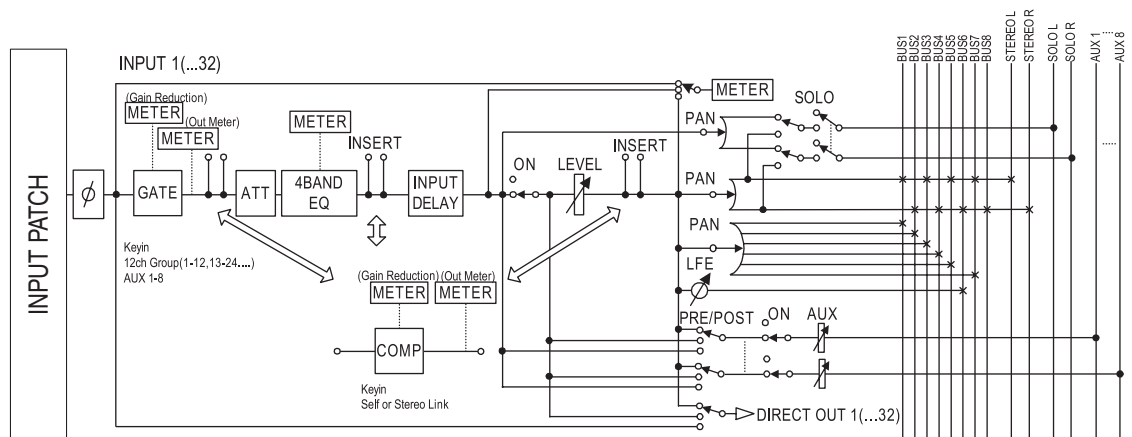 BUS1
BUS2
BUS3
BUS4
BUS5
BUS6
BUS7
BUS8
STEREO L
STEREO R
SOLO L
SOLO R
AUX 1
AUX 8
INPUT PATCH
INPUT 1(...32)
(Gain Reduction)
METER
(Out Meter)
METER
METER
INSERT
METER
SOLO
PAN
ϕ
GATE
ATT
4BAND
EQ
INPUT
DELAY
ON
LEVEL
INSERT
PAN
PAN
LFE
Keyin
12ch Group(1-12,13-24....)
AUX 1-8
(Gain Reduction)
(Out Meter)
METER
METER
COMP
Keyin
Self or Stereo Link
PRE/POST
ON
AUX
DIRECT OUT 1(...32)